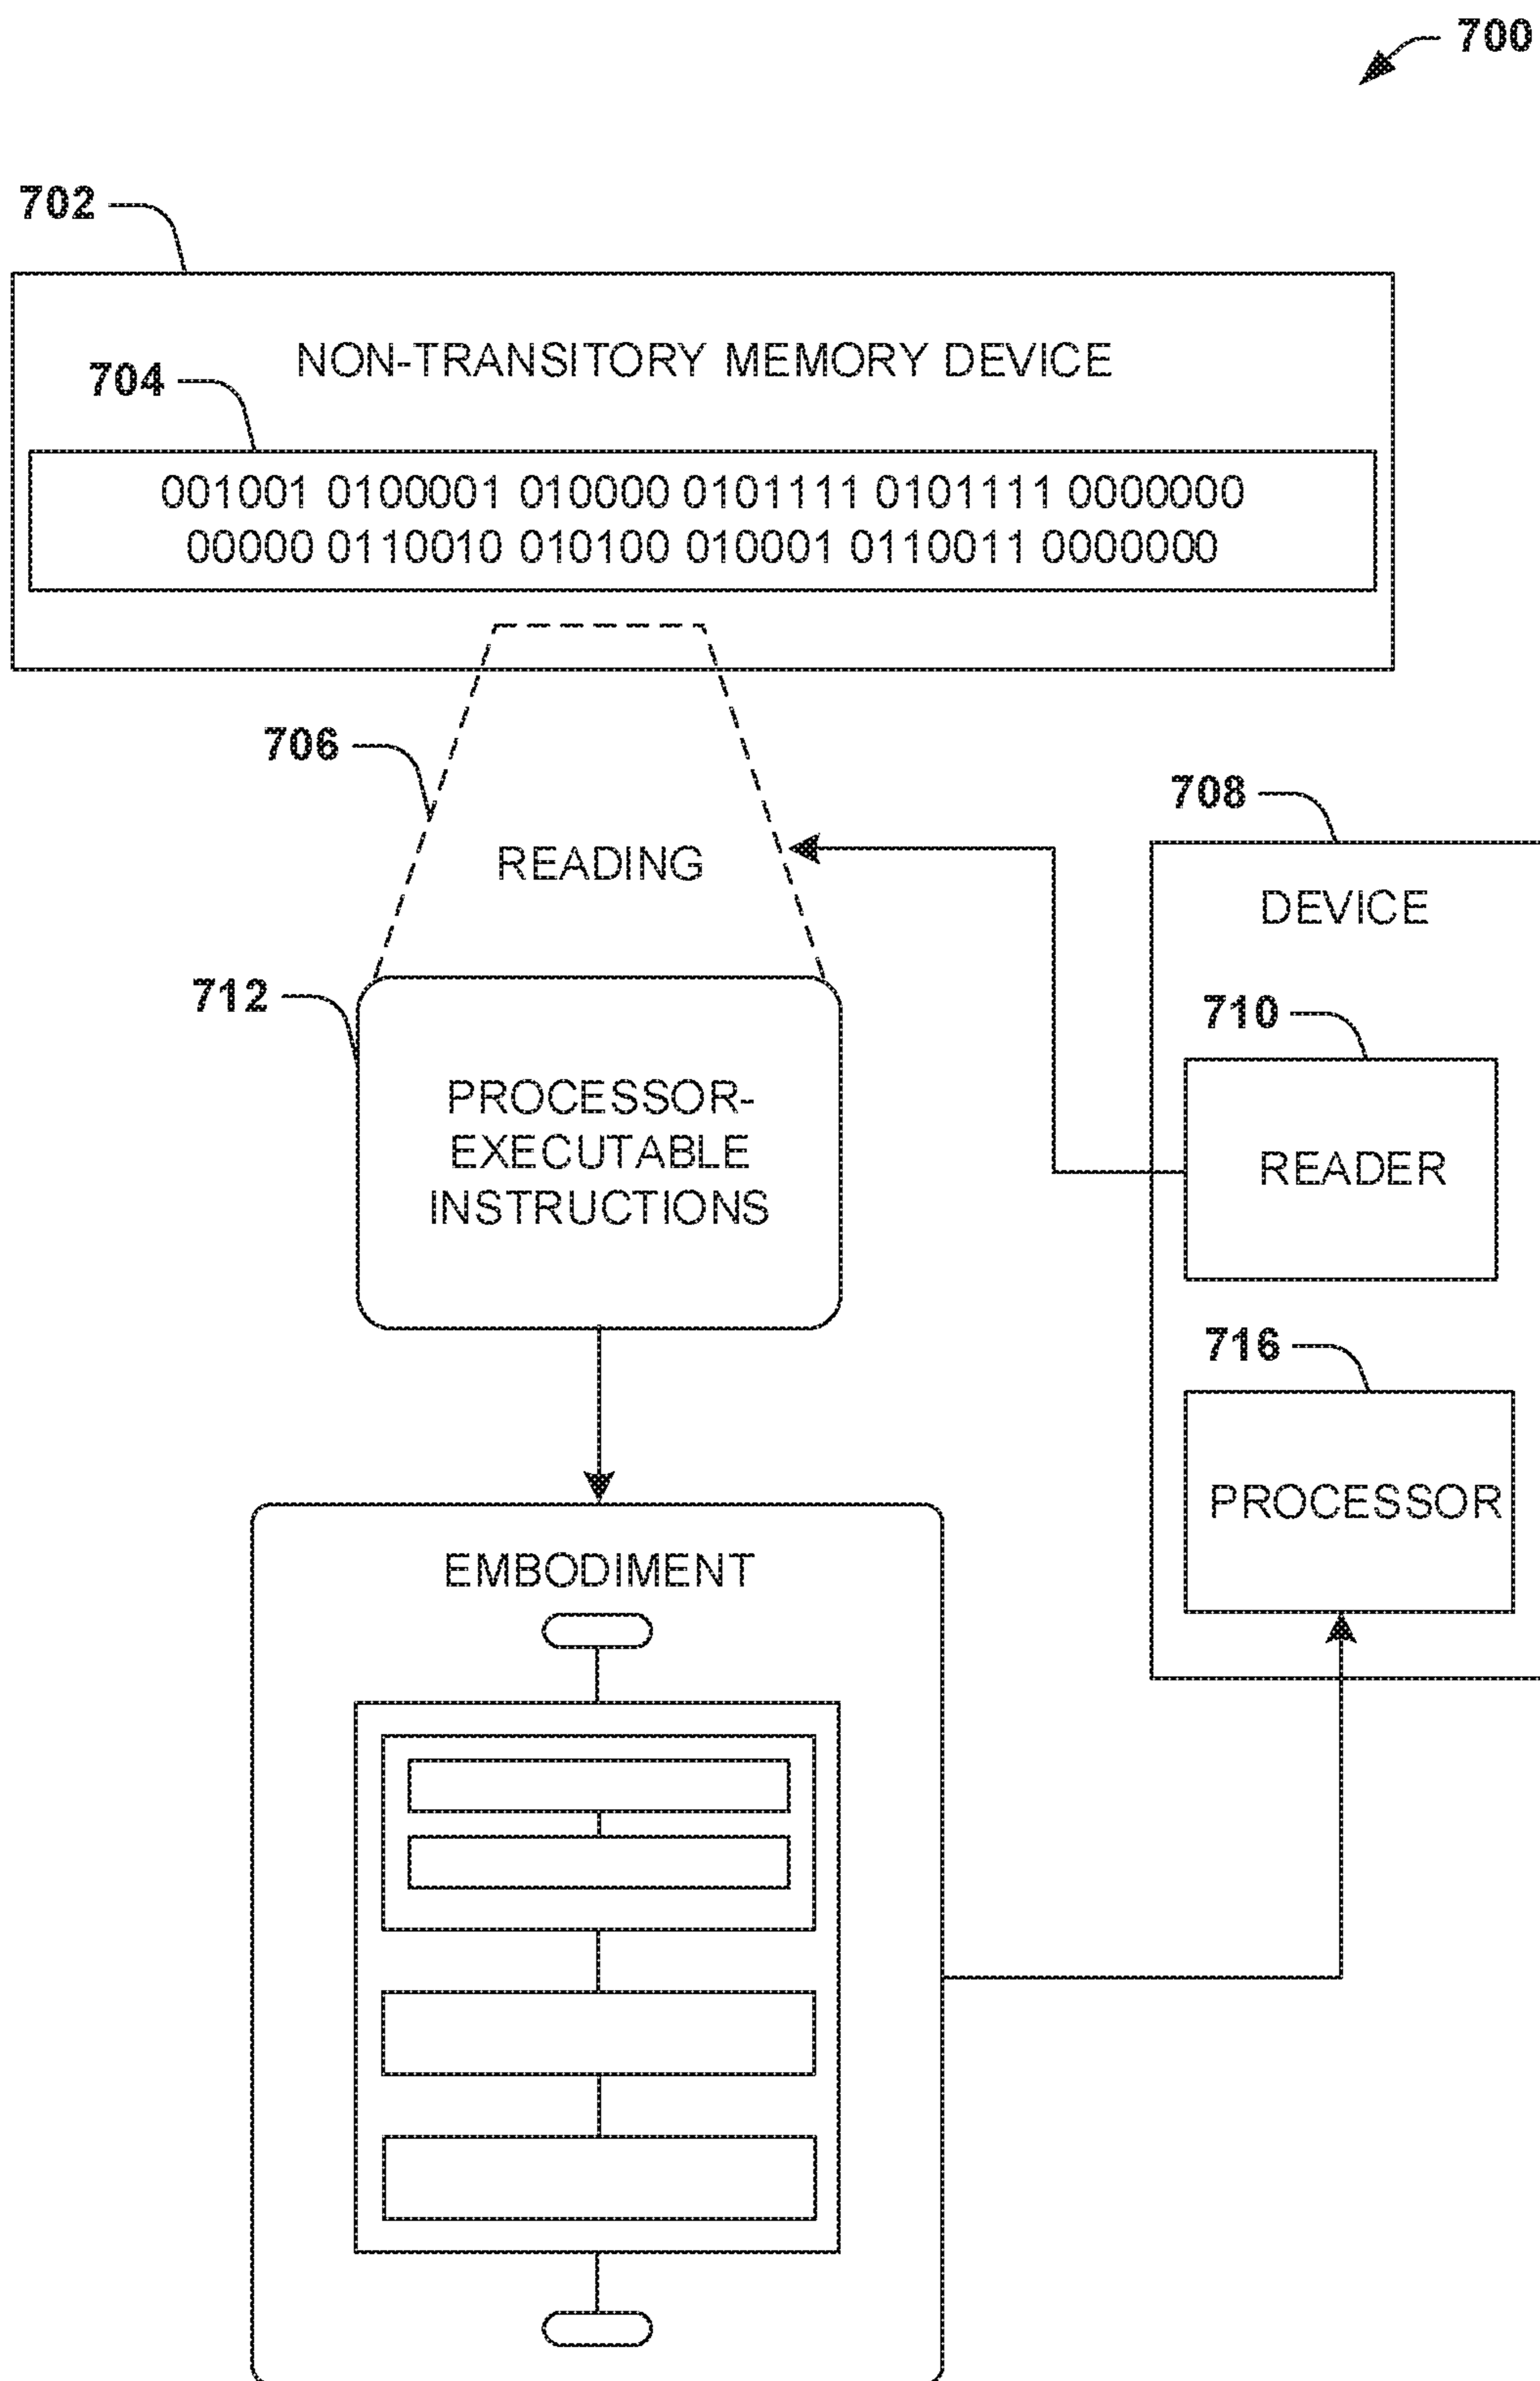 700
702
NON-TRANSITORY MEMORY DEVICE
704
001001 0100001 010000 0101111 0101111 0000000
00000 0110010 010100 010001 0110011 0000000
706
READING
708
DEVICE
712
PROCESSOR-
EXECUTABLE
INSTRUCTIONS
710
READER
716
PROCESSOR
EMBODIMENT